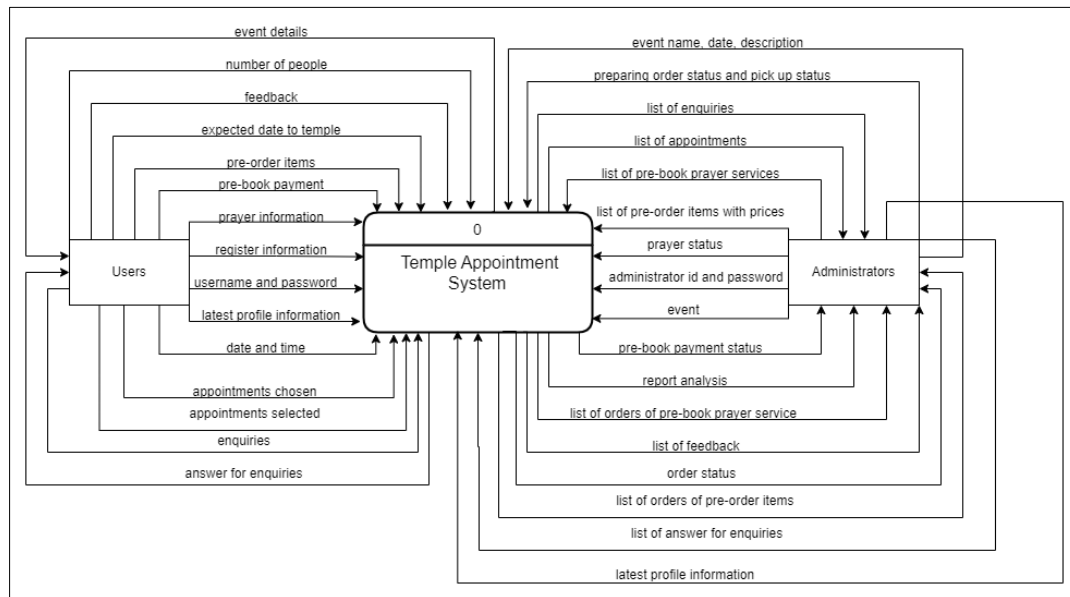 event details
number of people
feedback
expected date to temple
pre-order items
pre-book payment
prayer information
register information
username and password
latest profile information
date and time
appointments chosen
appointments selected
enquiries
answer for enquiries
Users
0
Temple Appointment
System
event name, date, description
preparing order status and pick up status
list of enquiries
list of appointments
list of pre-book prayer services
list of pre-order items with prices
prayer status
administrator id and password
event
Administrators
pre-book payment status
report analysis
list of orders of pre-book prayer service
list of feedback
order status
list of orders of pre-order items
list of answer for enquiries
latest profile information